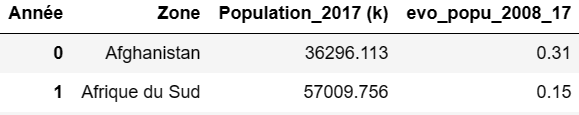 Année Zone Population_2017 (k) evo_popu_2008_17
0 Afghanistan 36296.113 0.31
1 Afrique du Sud 57009.756 0.15